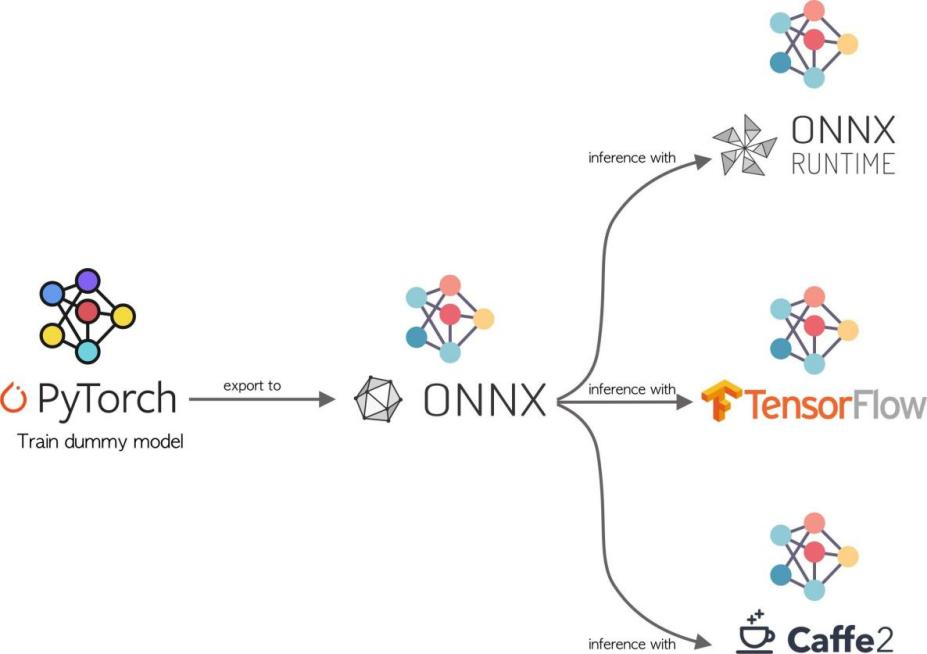 ONNX
RUNTIME
inference with
PyTorch
export to
ONNX
inference with
TensorFlow
Train dummy model
inference with
Caffe2